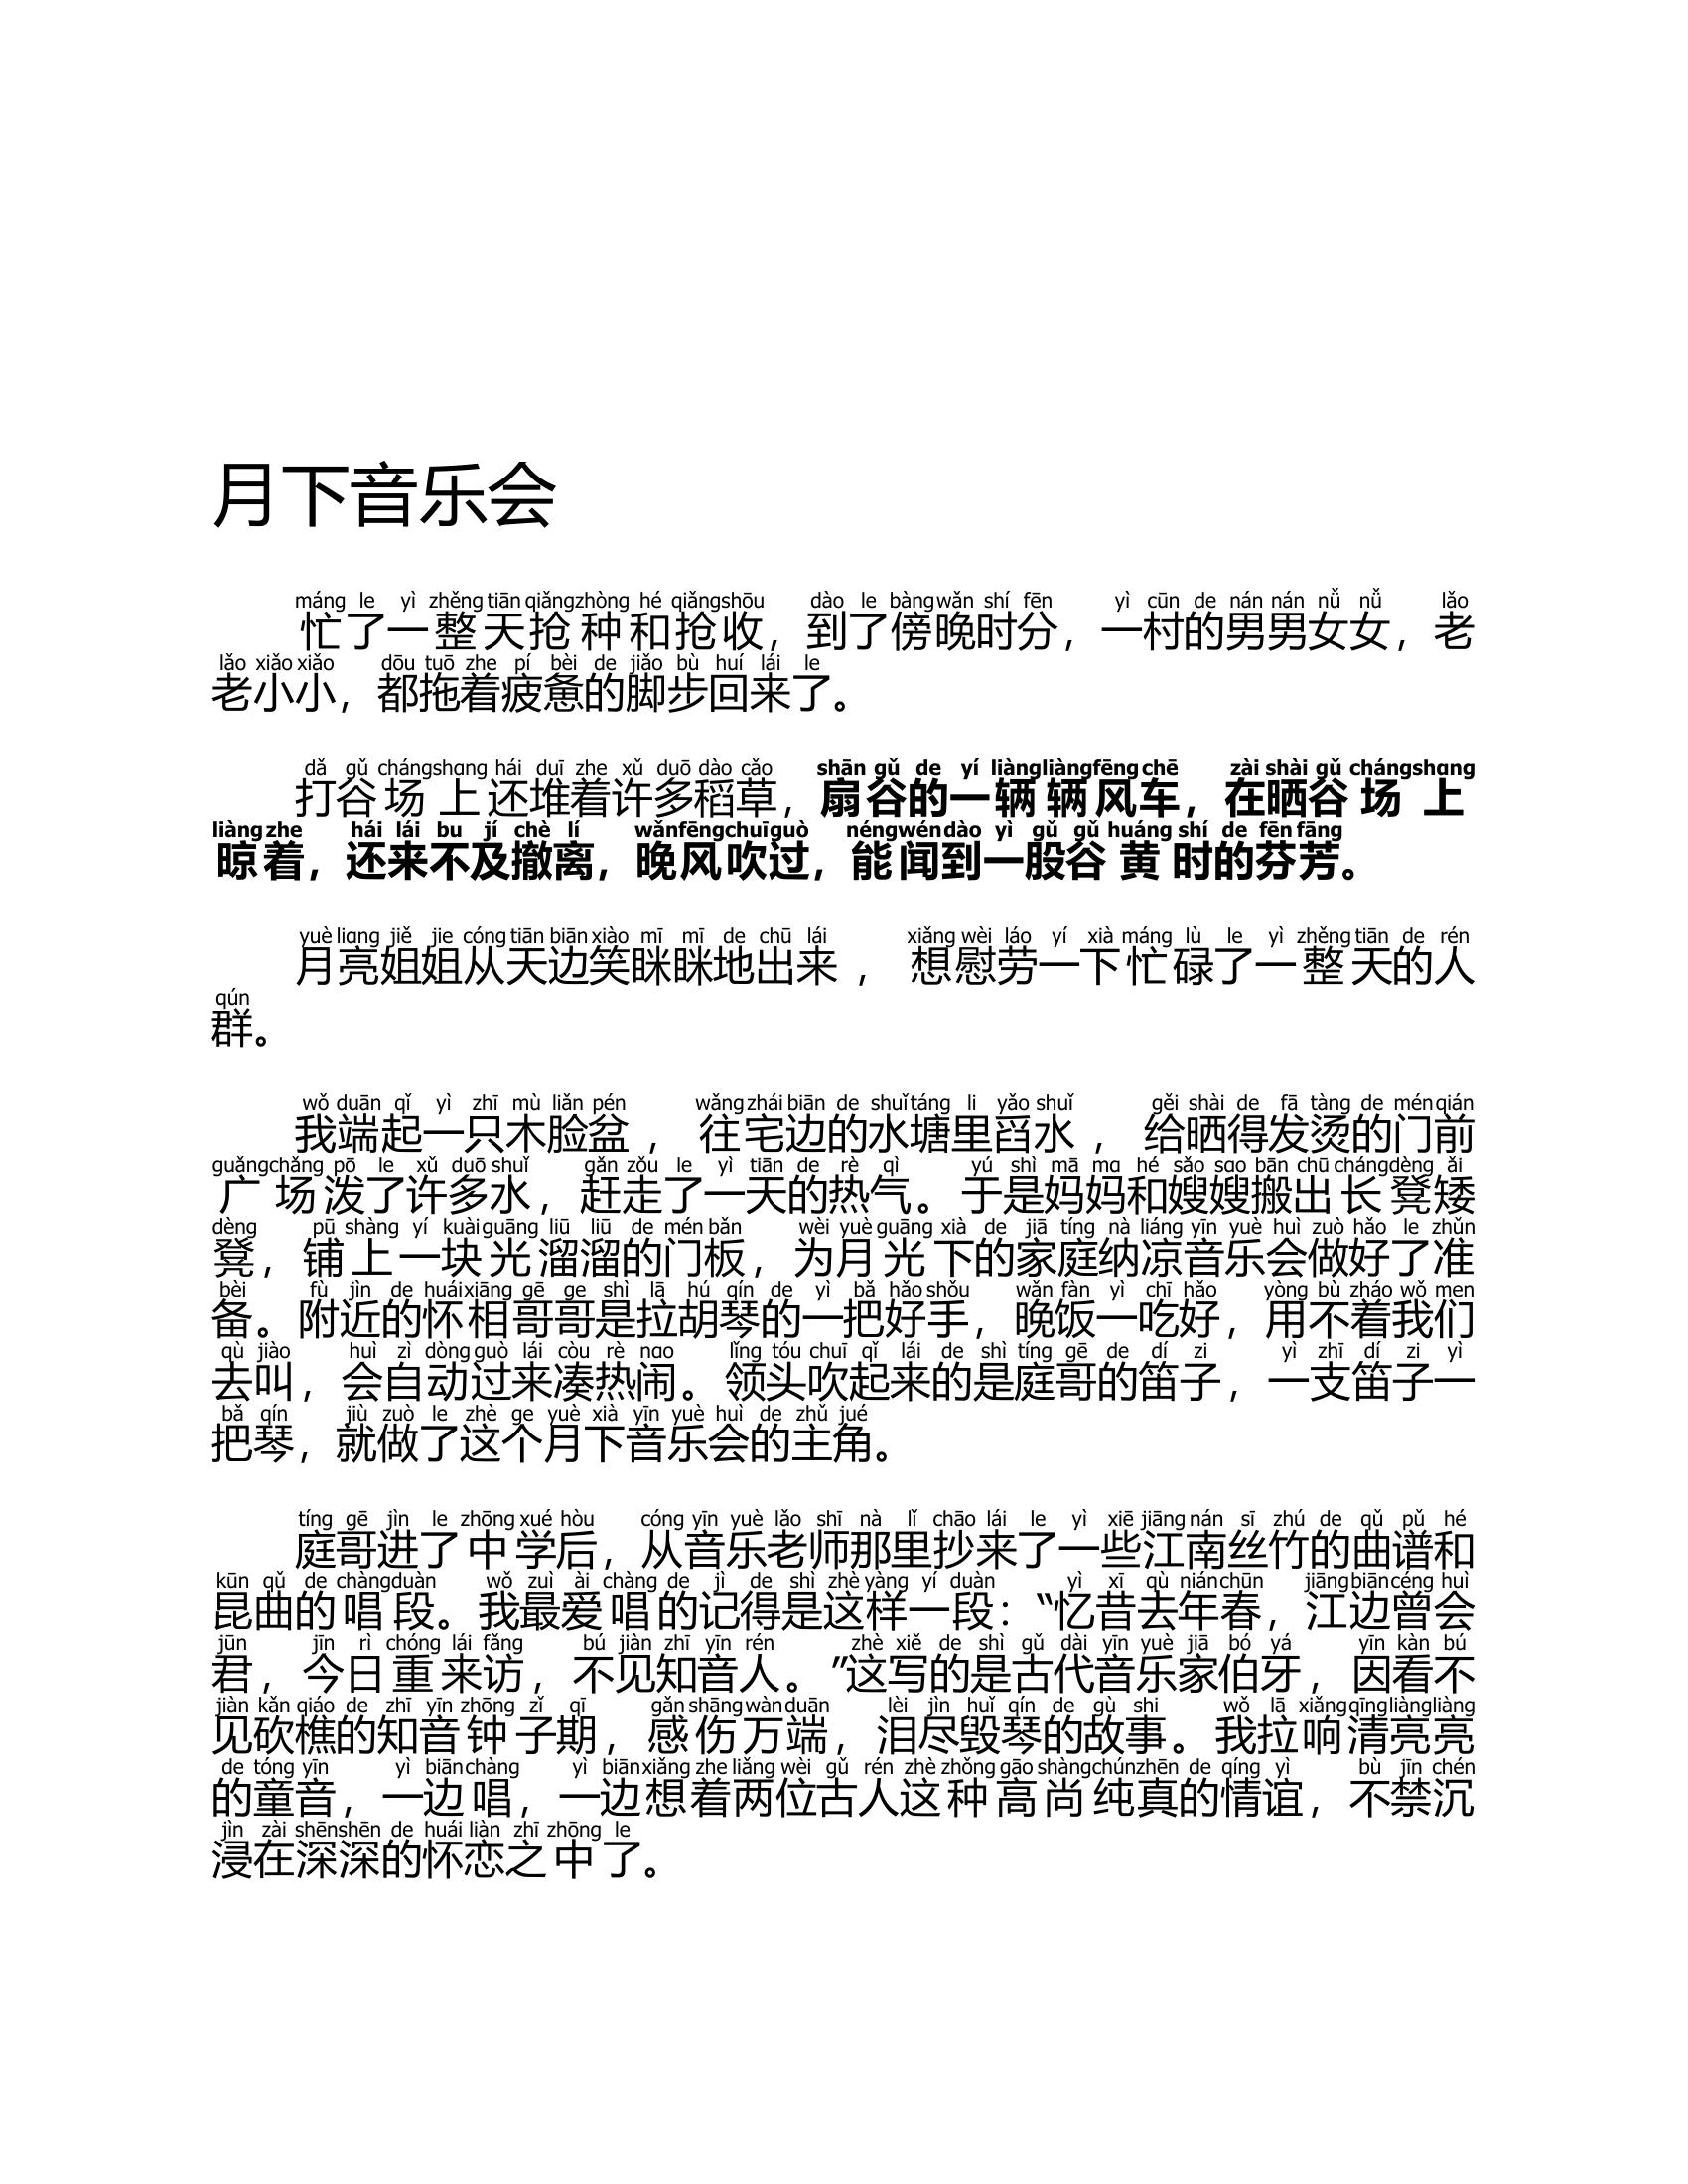 月下音乐会
máng le yì zhěng tiān qiǎng zhòng hé qiǎng shōu dào le bàng wǎn shí fēn yì cūn de nán nán nǚ nǚ lǎo
忙了一整天抢种和抢收，到了傍晚时分，一村的男男女女，老
lǎo xiǎo xiǎo dōu tuō zhe pí bèi de jiǎo bù huí lái le
老小小，都拖着疲惫的脚步回来了。
dǎ gǔ cháng shang hái duī zhe xǔ duō dào cǎo shān gǔ de yí liàng liàng fēng chē zài shài gǔ cháng shang
打谷场上还堆着许多稻草，扇谷的一辆辆风车，在晒谷场上
liàng zhe hái lái bu jí chè lí wǎn fēng chuī guò néng wén dào yì gǔ gǔ huáng shí de fēn fāng
晾着，还来不及撤离，晚风吹过，能闻到一股谷黄时的芬芳。
yuè liang jiě jie cóng tiān biān xiào mī mī de chū lái xiǎng wèi láo yí xià máng lù le yì zhěng tiān de rén
月亮姐姐从天边笑眯眯地出来，想慰劳一下忙碌了一整天的人
qún
群。
wǒ duān qǐ yì zhī mù liǎn pén wǎng zhái biān de shuǐ táng li yǎo shuǐ gěi shài de fā tàng de mén qián
我端起一只木脸盆，往宅边的水塘里舀水，给晒得发烫的门前
guǎng chǎng pō le xǔ duō shuǐ gǎn zǒu le yì tiān de rè qì yú shì mā ma hé sǎo sao bān chū cháng dèng ǎi
广场泼了许多水，赶走了一天的热气。于是妈妈和嫂嫂搬出长凳矮
dèng pū shàng yí kuài guāng liū liū de mén bǎn wèi yuè guāng xià de jiā tíng nà liáng yīn yuè huì zuò hǎo le zhǔn
凳，铺上一块光溜溜的门板，为月光下的家庭纳凉音乐会做好了准
bèi fù jìn de huái xiāng gē ge shì lā hú qín de yì bǎ hǎo shǒu wǎn fàn yì chī hǎo yòng bù zháo wǒ men
备。附近的怀相哥哥是拉胡琴的一把好手，晚饭一吃好，用不着我们
qù jiào huì zì dòng guò lái còu rè nao lǐng tóu chuī qǐ lái de shì tíng gē de dí zi yì zhī dí zi yì
去叫，会自动过来凑热闹。领头吹起来的是庭哥的笛子，一支笛子一
bǎ qín jiù zuò le zhè ge yuè xià yīn yuè huì de zhǔ jué
把琴，就做了这个月下音乐会的主角。
tíng gē jìn le zhōng xué hòu cóng yīn yuè lǎo shī nà lǐ chāo lái le yì xiē jiāng nán sī zhú de qǔ pǔ hé
庭哥进了中学后，从音乐老师那里抄来了一些江南丝竹的曲谱和
kūn qǔ de chàng duàn wǒ zuì ài chàng de jì de shì zhè yàng yí duàn yì xī qù nián chūn jiāng biān céng huì
昆曲的唱段。我最爱唱的记得是这样一段：“忆昔去年春，江边曾会
jūn jīn rì chóng lái fǎng bú jiàn zhī yīn rén zhè xiě de shì gǔ dài yīn yuè jiā bó yá yīn kàn bú
君，今日重来访，不见知音人。”这写的是古代音乐家伯牙，因看不
jiàn kǎn qiáo de zhī yīn zhōng zǐ qī gǎn shāng wàn duān lèi jìn huǐ qín de gù shi wǒ lā xiǎng qīng liàng liàng
见砍樵的知音钟子期，感伤万端，泪尽毁琴的故事。我拉响清亮亮
de tóng yīn yì biān chàng yì biān xiǎng zhe liǎng wèi gǔ rén zhè zhǒng gāo shàng chún zhēn de qíng yì bù jīn chén
的童音，一边唱，一边想着两位古人这种高尚纯真的情谊，不禁沉
jìn zài shēn shēn de huái liàn zhī zhōng le
浸在深深的怀恋之中了。